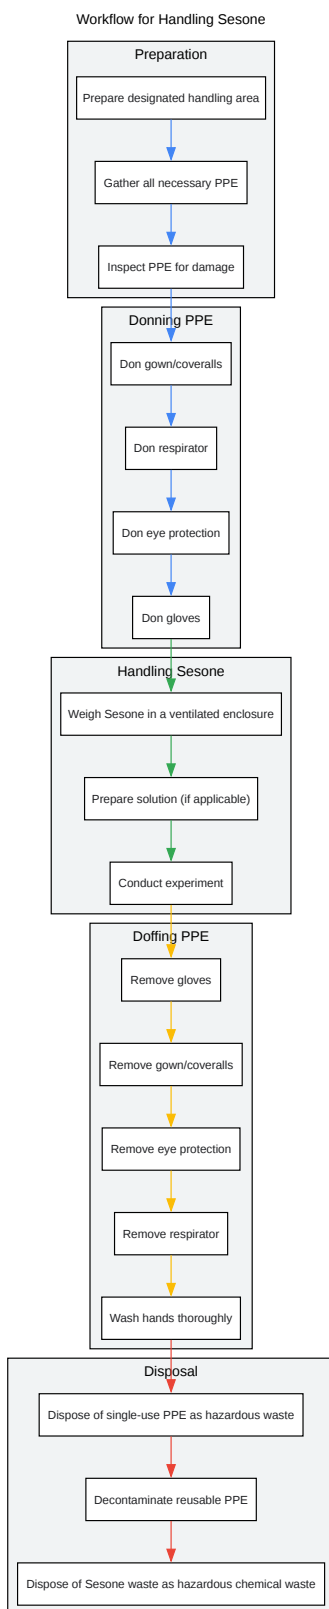 Workflow for Handling Sesone
Preparation
Prepare designated handling area
Gather all necessary PPE
Inspect PPE for damage
Donning PPE
Don gown/coveralls
Don respirator
Don eye protection
Don gloves
Handling Sesone
Weigh Sesone in a ventilated enclosure
Prepare solution (if applicable)
Conduct experiment
Doffing PPE
Remove gloves
Remove gown/coveralls
Remove eye protection
Remove respirator
Wash hands thoroughly
Disposal
Dispose of single-use PPE as hazardous waste
Decontaminate reusable PPE
Dispose of Sesone waste as hazardous chemical waste